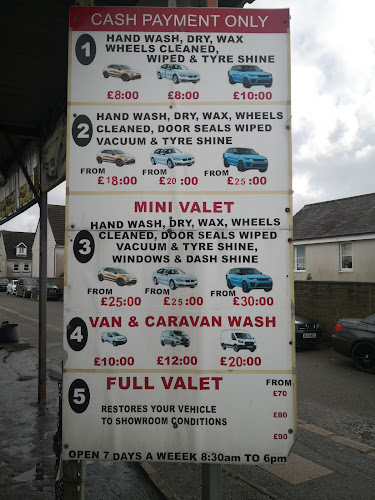 CASH PAYMENT ONLY
1
HAND WASH, DRY, WAX
WHEELS CLEANED,
WIPED & TYRE SHINE
£8:00 £8:00 £10:00
2
HAND WASH, DRY, WAX, WHEELS
CLEANED, DOOR SEALS WIPED
VACUUM & TYRE SHINE
FROM FROM FROM
£18:00 £20:00 £25:00
MINI VALET
HAND WASH, DRY, WAX, WHEELS
3
CLEANED, DOOR SEALS WIPED
VACUUM & TYRE SHINE,
WINDOWS & DASH SHINE
FROM FROM FROM
£25:00 £25:00 £30:00
4
VAN & CARAVAN WASH
£10:00 £12:00 £20:00
5
FULL VALET
FROM
£70
RESTORES YOUR VEHICLE
TO SHOWROOM CONDITIONS
£80
£90
OPEN 7 DAYS A WEEEK 8:30am TO 6pm